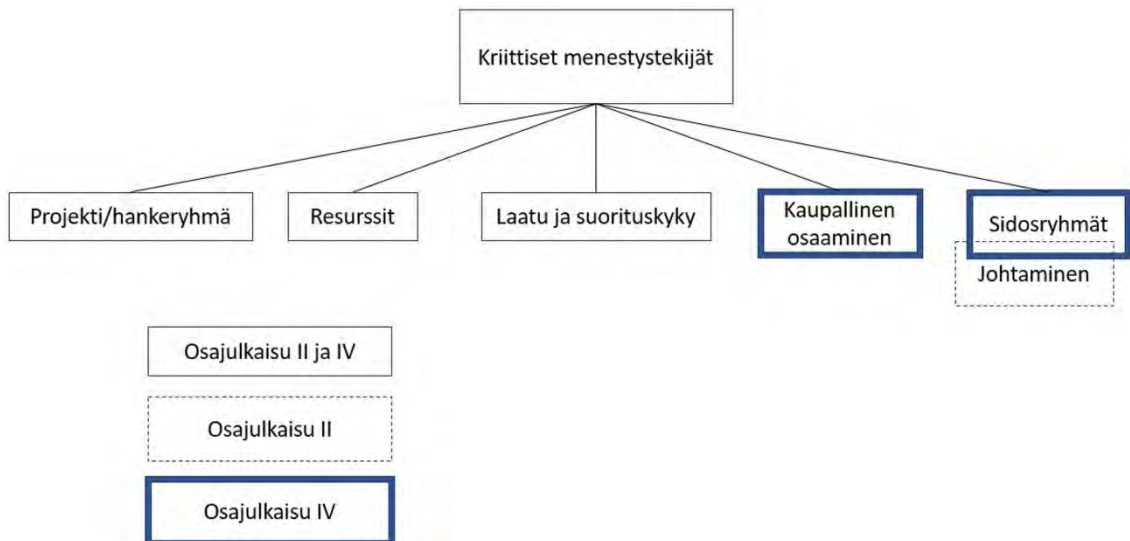 Kriittiset menestystekijät
Projekti/hankeryhmä
Resurssit
Laatu ja suorituskyky
Kaupallinen
osaaminen
Sidosryhmät
Johtaminen
Osajulkaisu II ja IV
Osajulkaisu II
Osajulkaisu IV